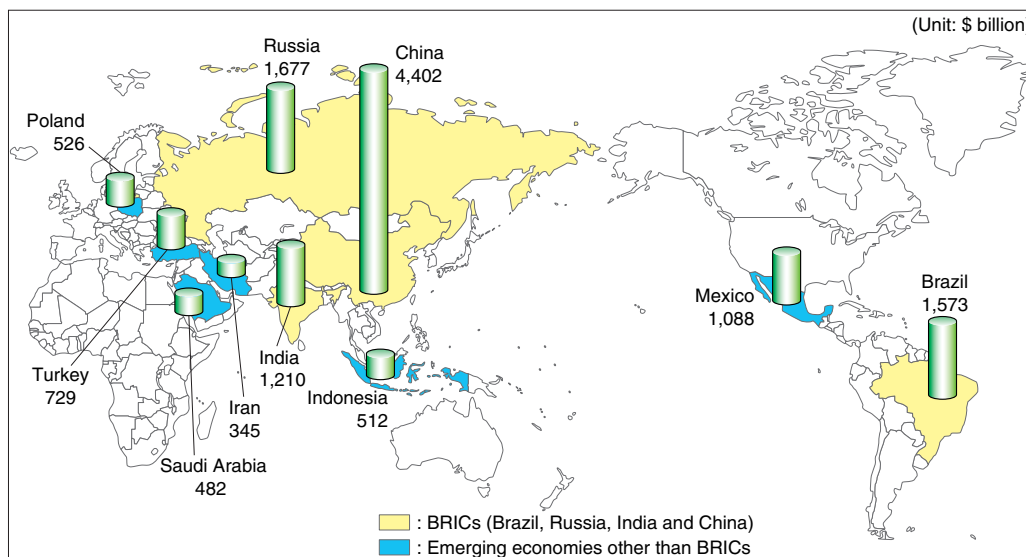 (Unit: $ billion)
Russia
1,677
China
4,402
Poland
526
Mexico
1,088
Brazil
1,573
India
1,210
Indonesia
512
Turkey
729
Iran
345
Saudi Arabia
482
: BRICs (Brazil, Russia, India and China)
: Emerging economies other than BRICs